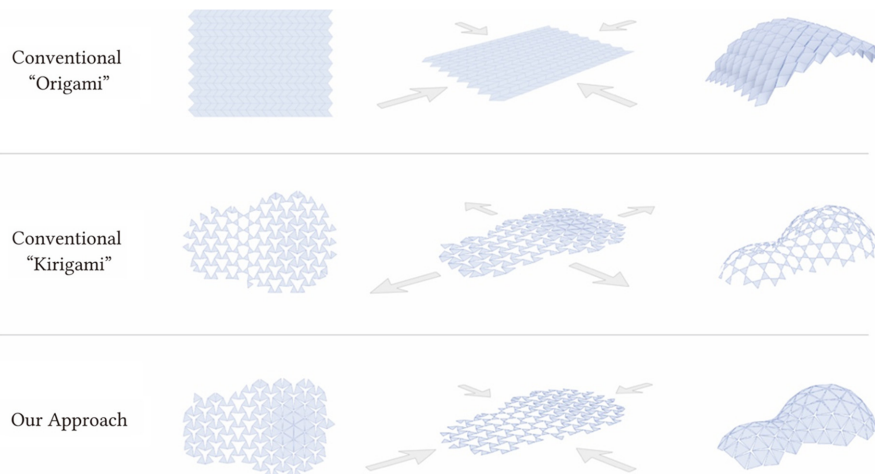 Conventional
“Origami”
Conventional
“Kirigami”
Our Approach